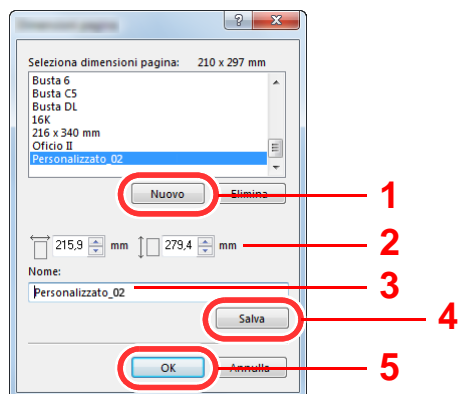 Dimensioni pagina
Seleziona dimensioni pagina: 210 x 297 mm
Busta 6
Busta C5
Busta DL
16K
216 x 340 mm
Oficio II
Personalizzato_02
Nuovo Elimina 1
215,9 mm 279,4 mm 2
Nome:
Personalizzato_02 3
Salva 4
OK Annulla 5